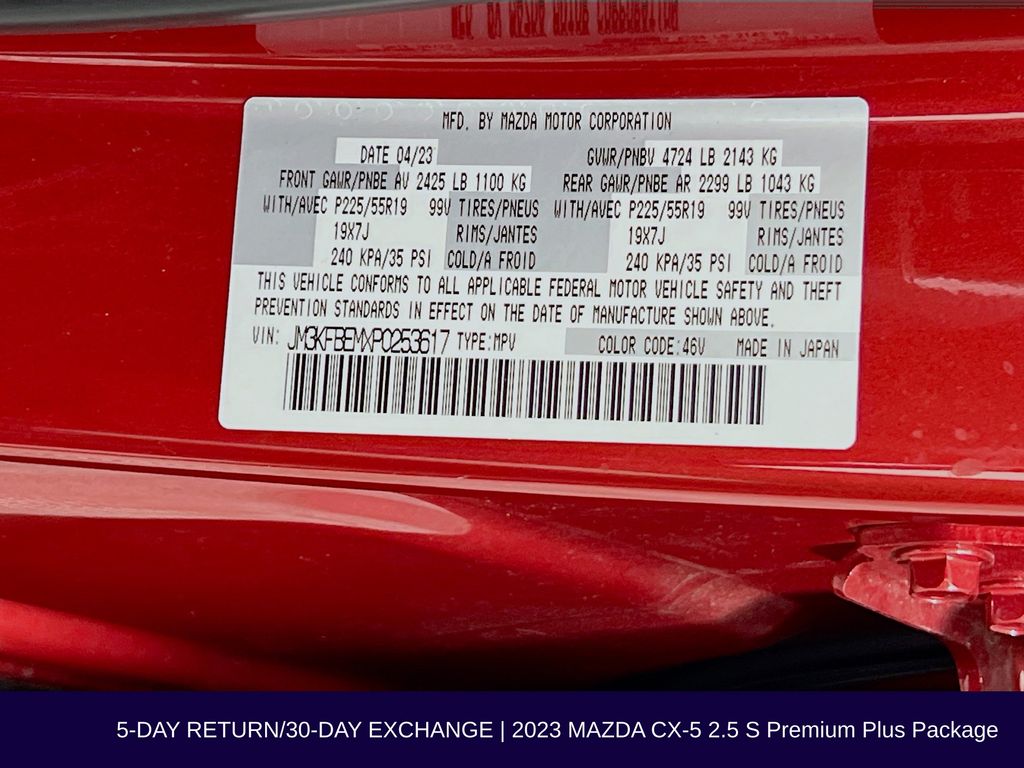 MFD. BY MAZDA MOTOR CORPORATION
DATE 04/23 GVWR/PNBV 4724 LB 2143 KG
FRONT GAWR/PNBE AV 2425 LB 1100 KG REAR GAWR/PNBE AR 2299 LB 1043 KG
WITH/AVEC P225/55R19 99V TIRES/PNEUS WITH/AVEC P225/55R19 99V TIRES/PNEUS
19X7J RIMS/JANTES 19X7J RIMS/JANTES
240 KPA/35 PSI COLD/A FROID 240 KPA/35 PSI COLD/A FROID
THIS VEHICLE CONFORMS TO ALL APPLICABLE FEDERAL MOTOR VEHICLE SAFETY AND THEFT
PREVENTION STANDARDS IN EFFECT ON THE DATE OF MANUFACTURE SHOWN ABOVE.
VIN: JM3KFBEMXP0253617 TYPE:MPV COLOR CODE:46V MADE IN JAPAN
5-DAY RETURN/30-DAY EXCHANGE | 2023 MAZDA CX-5 2.5 S Premium Plus Package